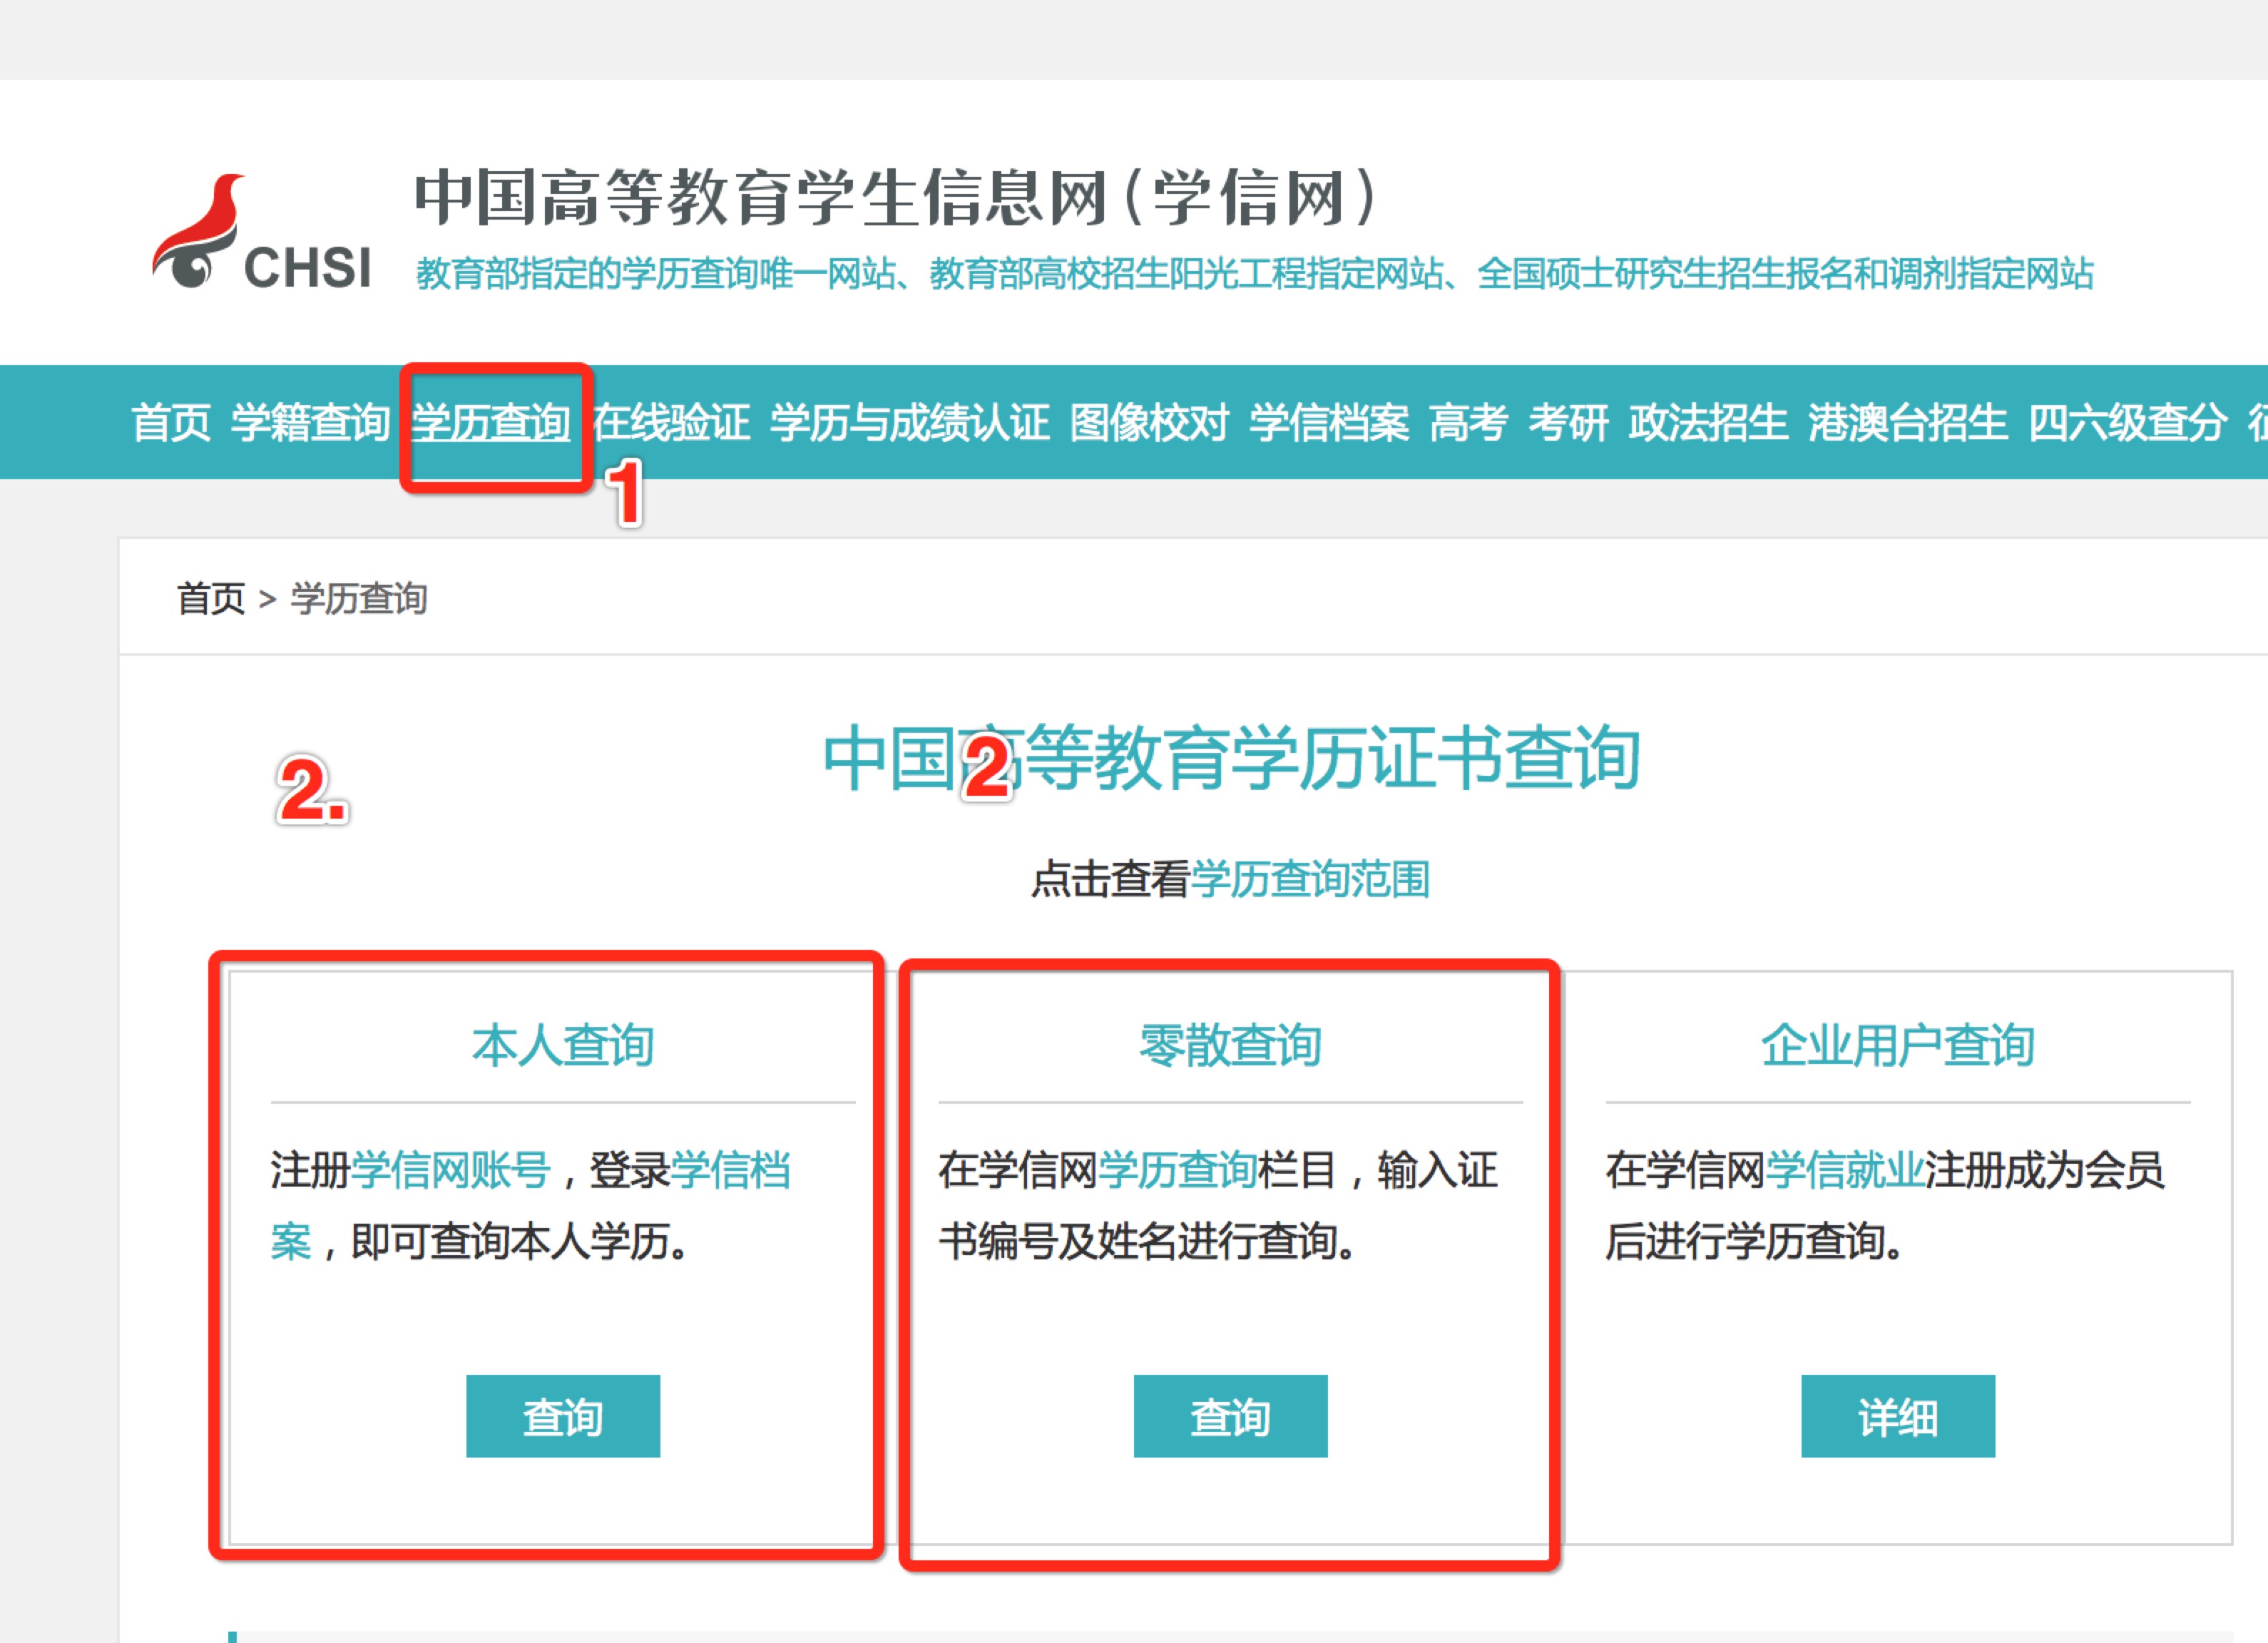 中国高等教育学生信息网(学信网)
CHSI
教育部指定的学历查询唯一网站、教育部高校招生阳光工程指定网站、全国硕士研究生招生报名和调剂指定网站
首页 学籍查询 学历查询 在线验证 学历与成绩认证 图像校对 学信档案 高考 考研 政法招生 港澳台招生 四六级查分
1
首页 > 学历查询
中国高等教育学历证书查询
2.
2
点击查看学历查询范围
本人查询
注册学信网账号，登录学信档
案，即可查询本人学历。
查询
零散查询
在学信网学历查询栏目，输入证
书编号及姓名进行查询。
查询
企业用户查询
在学信网学信就业注册成为会员
后进行学历查询。
详细